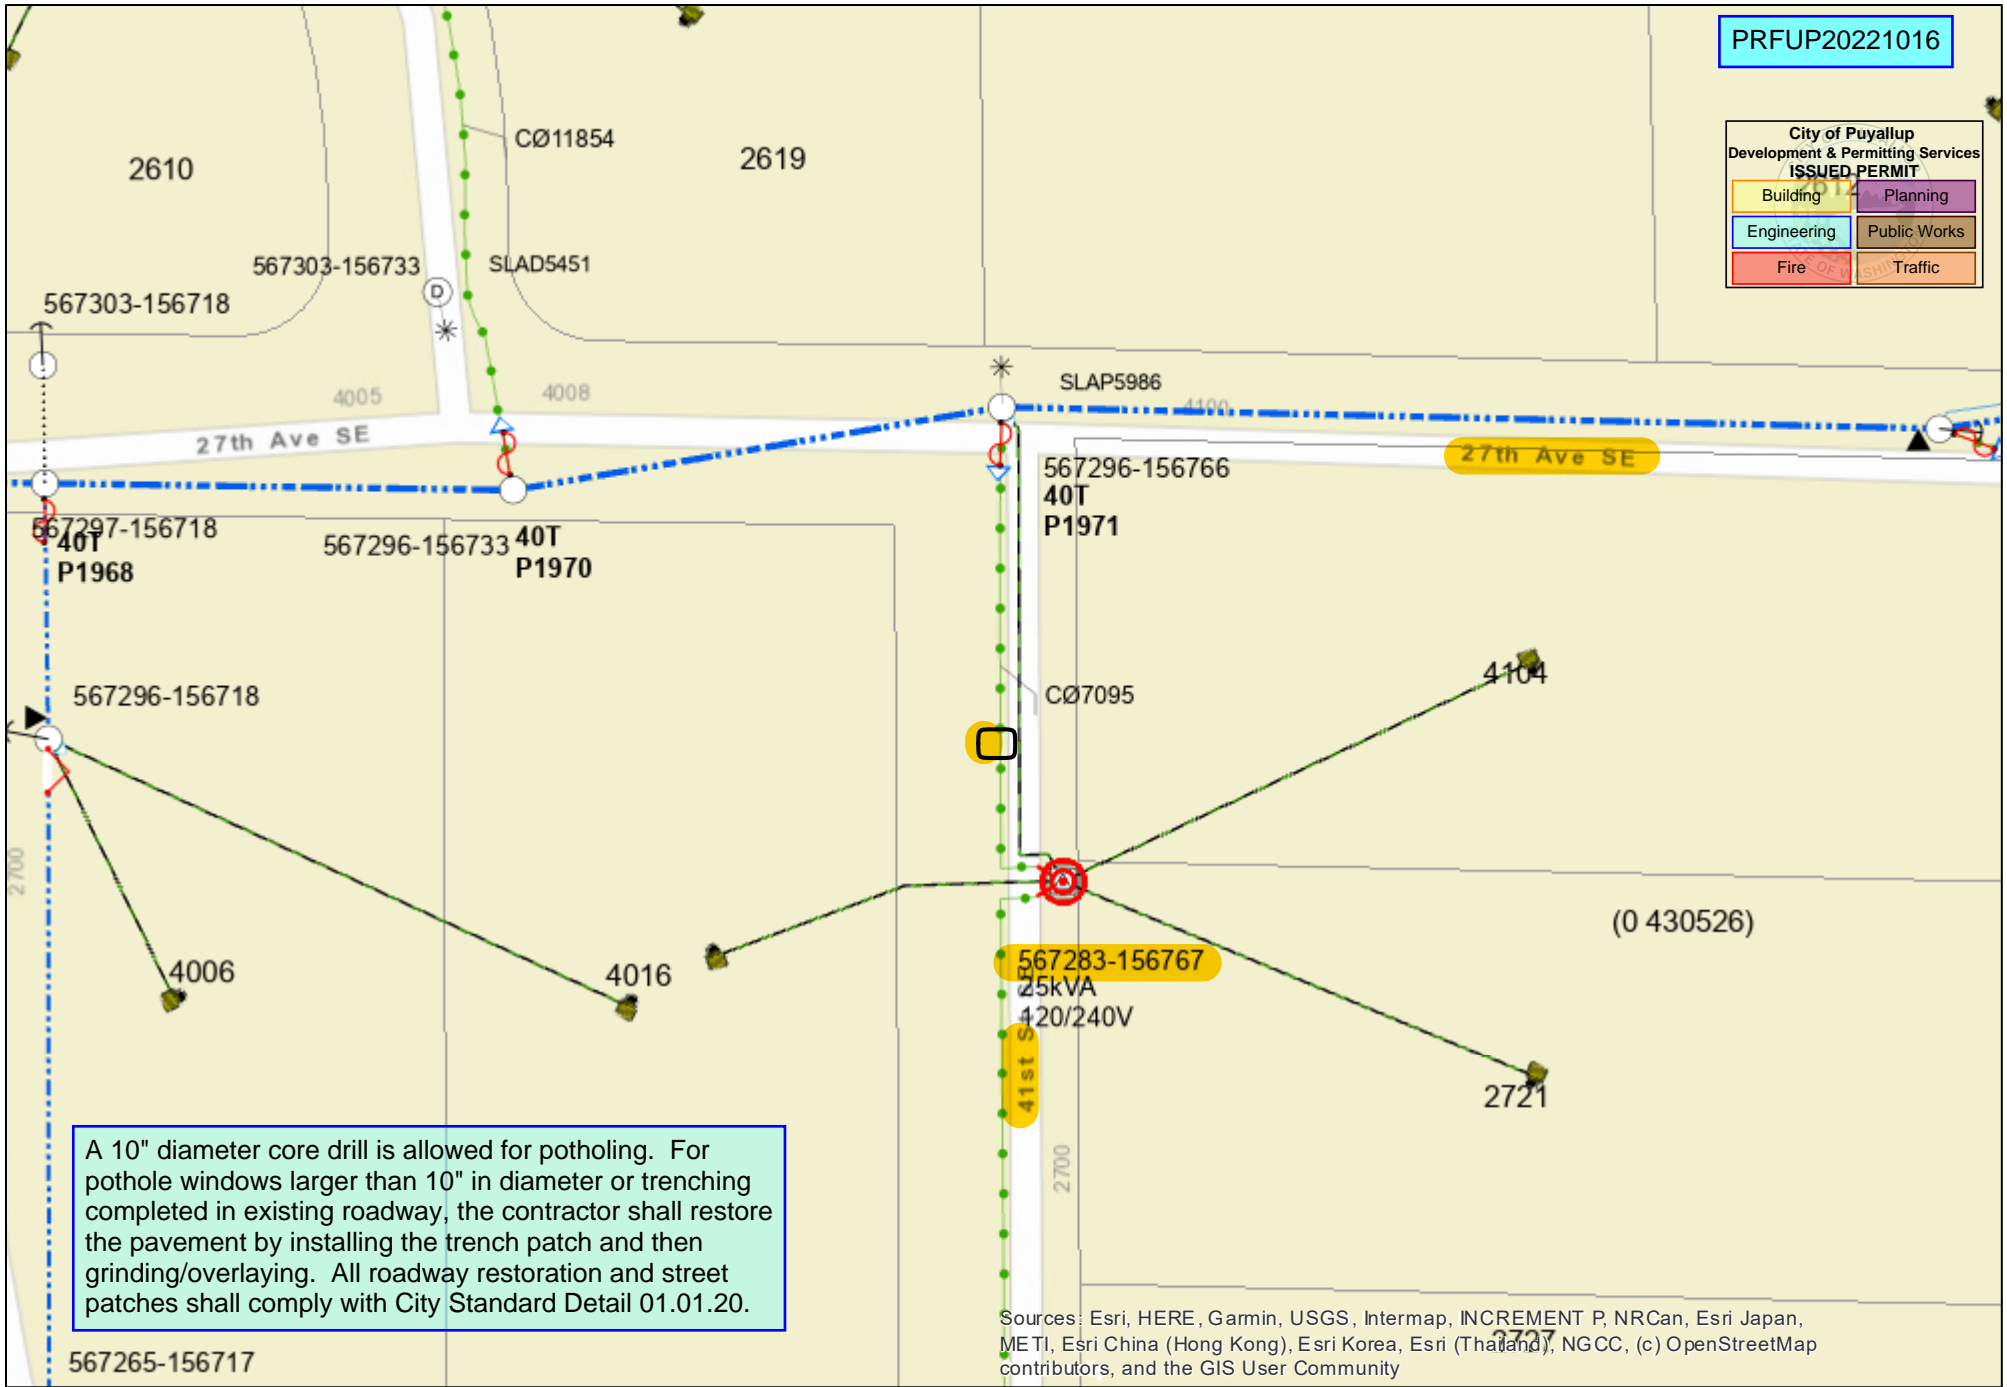 PRFUP20221016
City of Puyallup
Development & Permitting Services
ISSUED PERMIT
Building
Planning
Engineering
Public Works
Fire
Traffic
2612
2610
CØ11854
2619
567303-156733
SLAD5451
D
567303-156718
4005
4008
SLAP5986
4100
27th Ave SE
27th Ave SE
567296-156766
40T
P1971
567297-156718
40T
P1968
567296-156733
40T
P1970
567296-156718
CØ7095
4104
2700
4006
4016
(0 430526)
567283-156767
25kVA
120/240V
41st
2721
2700
A 10" diameter core drill is allowed for potholing. For
pothole windows larger than 10" in diameter or trenching
completed in existing roadway, the contractor shall restore
the pavement by installing the trench patch and then
grinding/overlaying. All roadway restoration and street
patches shall comply with City Standard Detail 01.01.20.
567265-156717
2727
Sources: Esri, HERE, Garmin, USGS, Intermap, INCREMENT P, NRCan, Esri Japan,
METI, Esri China (Hong Kong), Esri Korea, Esri (Thailand), NGCC, (c) OpenStreetMap
contributors, and the GIS User Community